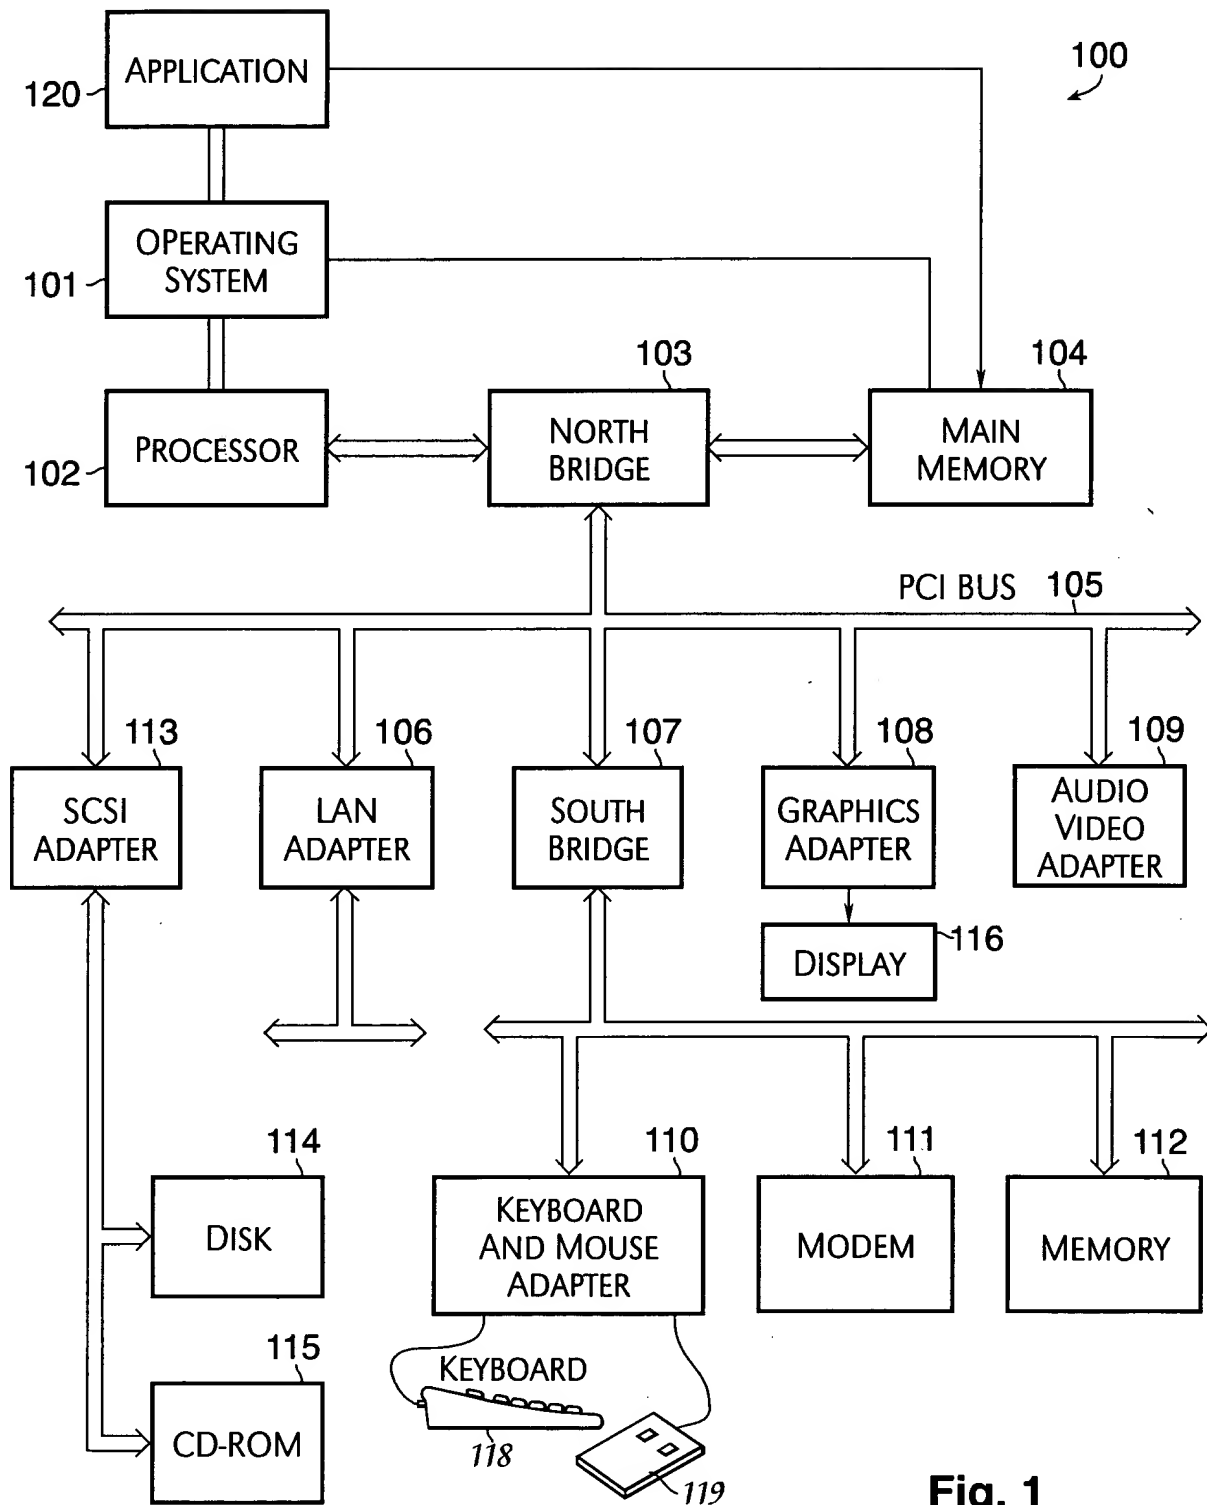 APPLICATION
100
120
OPERATING
SYSTEM
101
103
104
PROCESSOR
NORTH
BRIDGE
MAIN
MEMORY
102
PCI BUS 105
113
106
107
108
109
SCSI
ADAPTER
LAN
ADAPTER
SOUTH
BRIDGE
GRAPHICS
ADAPTER
AUDIO
VIDEO
ADAPTER
116
DISPLAY
114
110
111
112
DISK
KEYBOARD
AND MOUSE
ADAPTER
MODEM
MEMORY
115
KEYBOARD
CD-ROM
118
119
Fig. 1